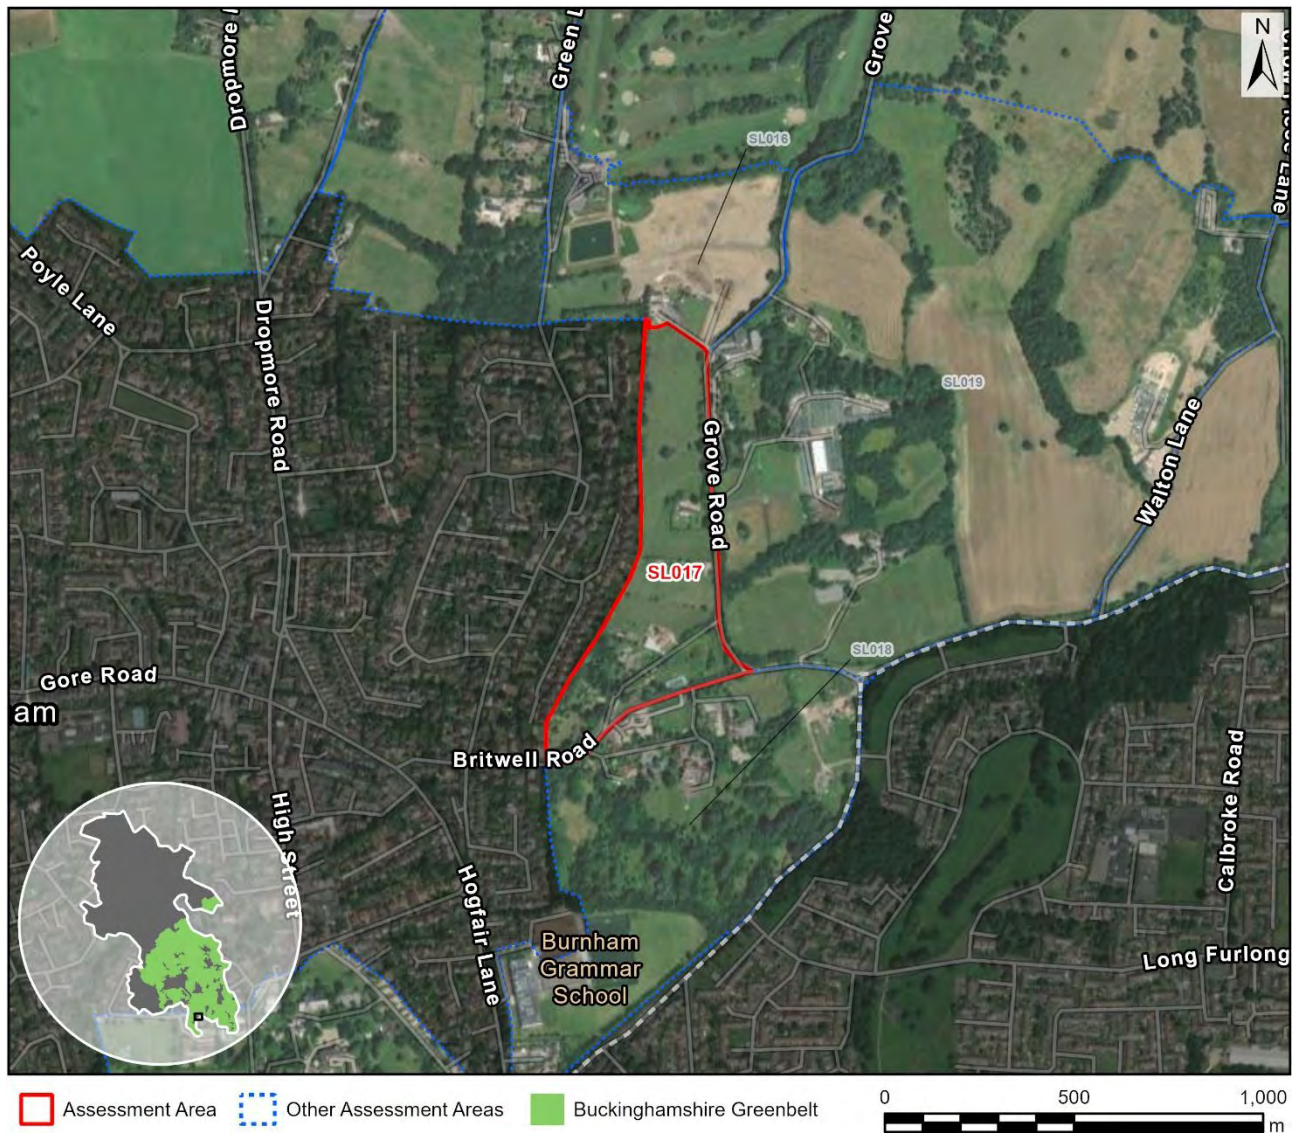 Dropmore
Green L
Grove
N
SL016
Lane
Poyle Lane
Dropmore Road
Grove Road
SL019
Walton Lane
SL017
SL018
Gore Road
am
Britwell Road
High Street
Hogfair Lane
Calbroke Road
Burnham
Grammar
School
Long Furlong
Assessment Area
Other Assessment Areas
Buckinghamshire Greenbelt
0 500 1,000
m